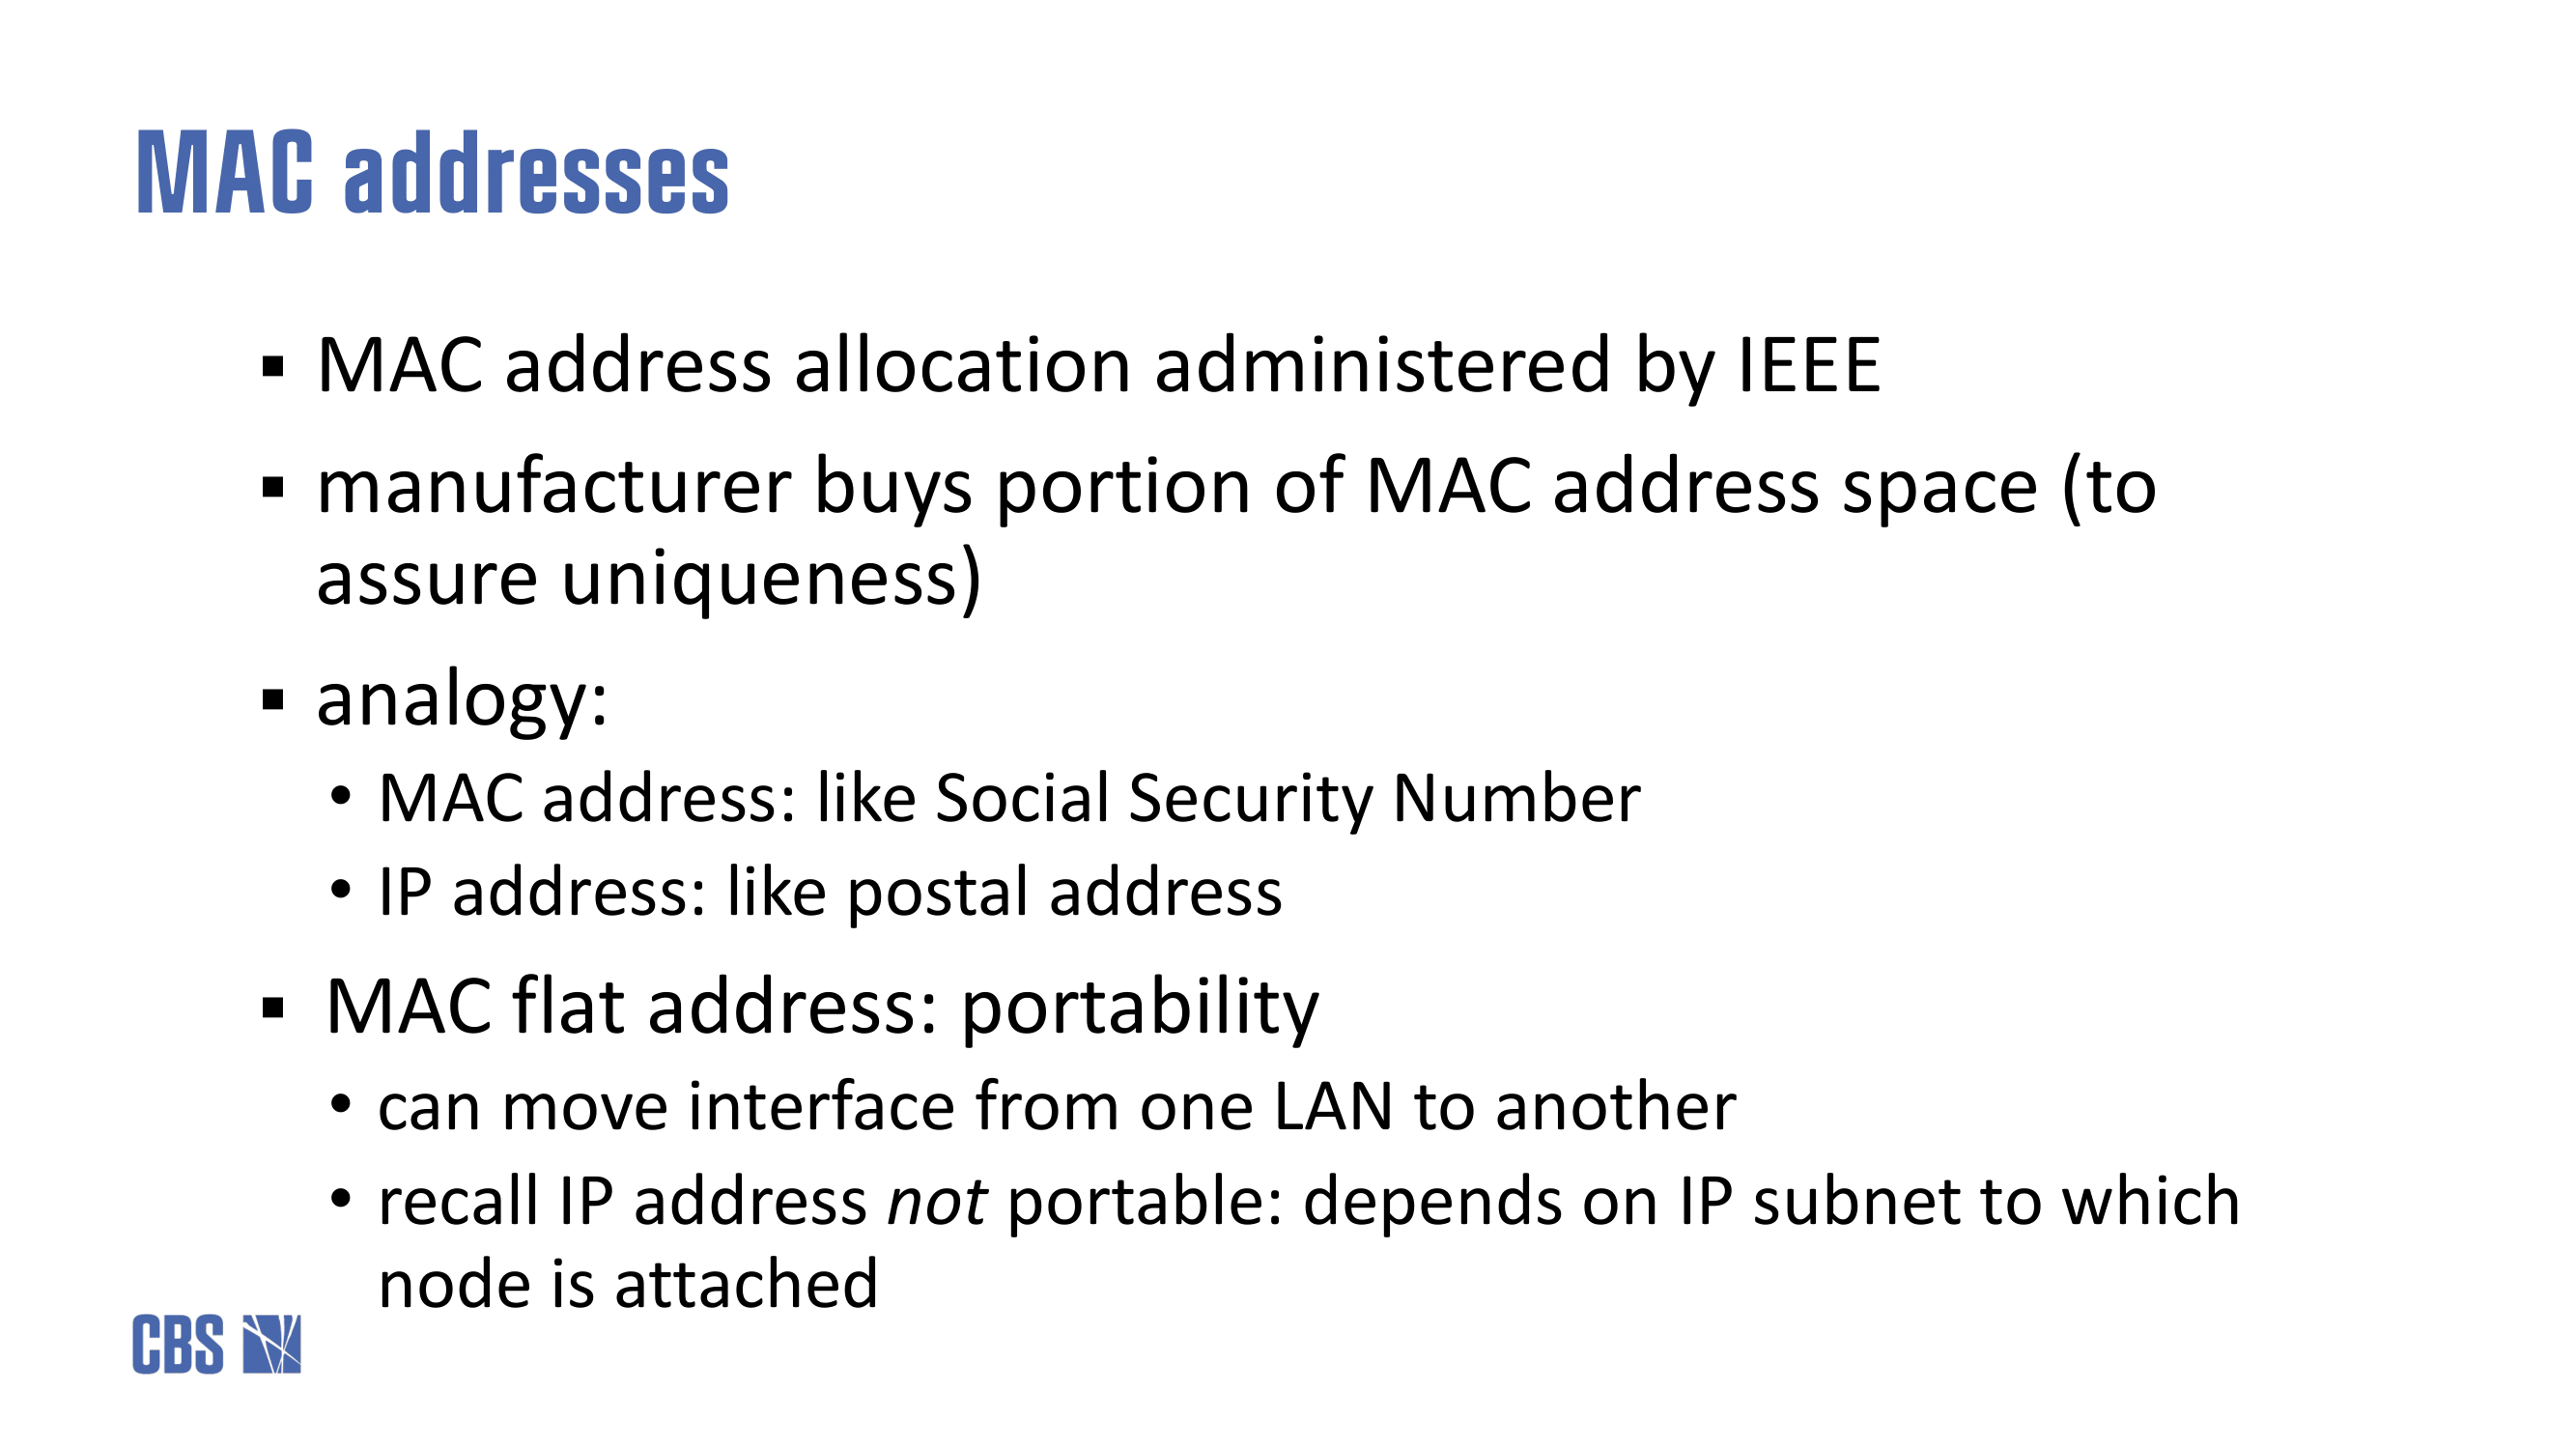 MAC addresses
▪ MAC address allocation administered by IEEE
▪ manufacturer buys portion of MAC address space (to
assure uniqueness)
▪ analogy:
• MAC address: like Social Security Number
• IP address: like postal address
▪ MAC flat address: portability
• can move interface from one LAN to another
• recall IP address not portable: depends on IP subnet to which
node is attached
CBS